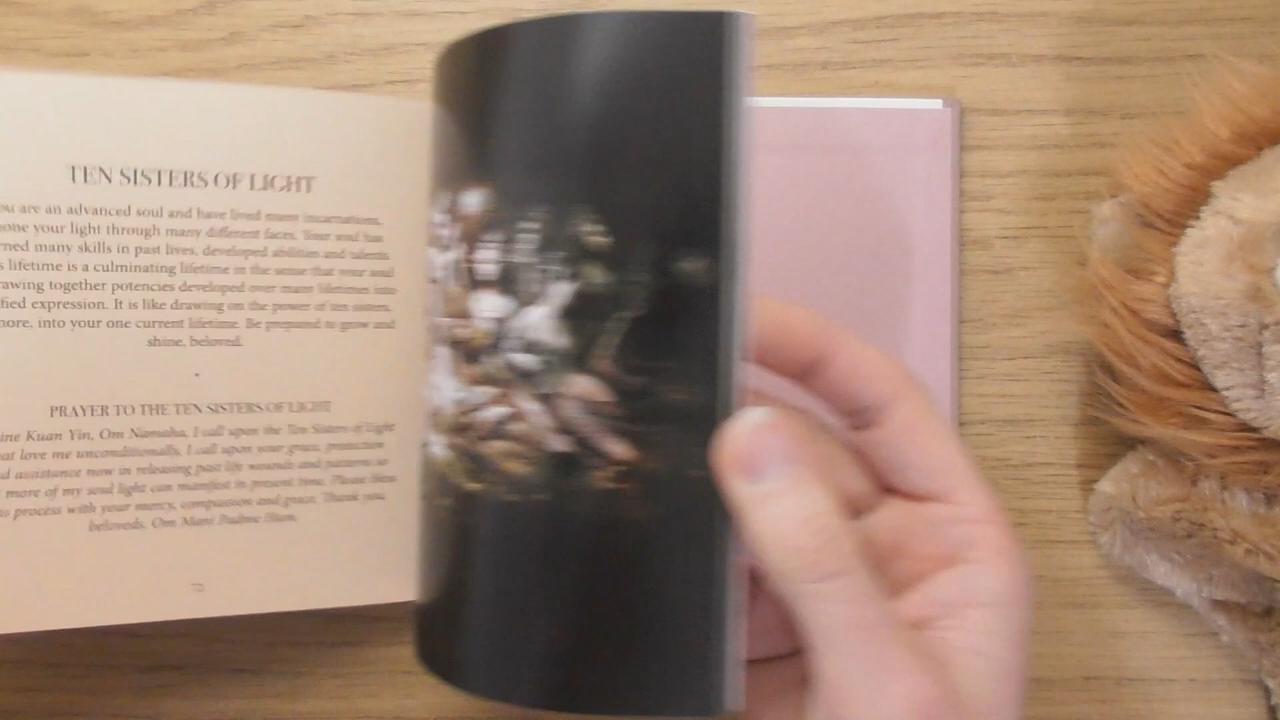 TEN SISTERS OF LIGHT
ou are an advanced soul and have lived many incarnations,
one your light through many different faces. Your soul has
rned many skills in past lives, developed abilities and talents.
s lifetime is a culminating lifetime in the sense that your soul
rawing together potencies developed over many lifetimes into
fied expression. It is like drawing on the power of ten sisters,
nore, into your one current lifetime. Be prepared to grow and
shine, beloved.
PRAYER TO THE TEN SISTERS OF LIGHT
ine Kuan Yin, Om Namaha, I call upon the Ten Sisters of Light
at love me unconditionally, I call upon your grace, protection
d assistance now in releasing past life wounds and patterns so
more of my soul light can manifest in present time. Please bless
s process with your mercy, compassion and grace. Thank you,
beloveds. Om Mani Padme Hum.